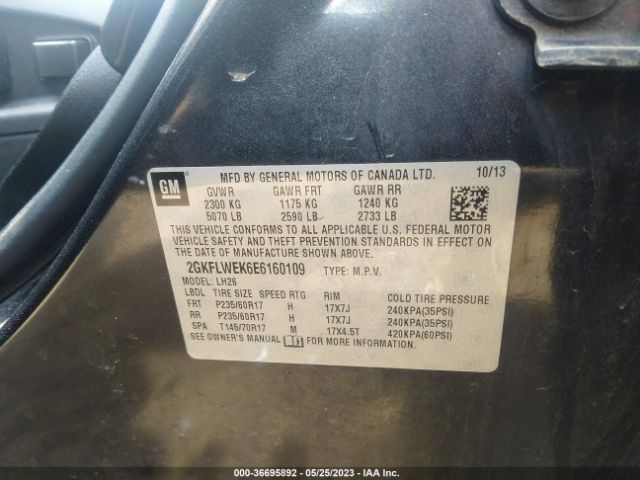 GM
MFD BY GENERAL MOTORS OF CANADA LTD. 10/13
GVWR GAWR FRT GAWR RR
2300 KG 1175 KG 1240 KG
5070 LB 2590 LB 2733 LB
THIS VEHICLE CONFORMS TO ALL APPLICABLE U.S. FEDERAL MOTOR
VEHICLE SAFETY AND THEFT PREVENTION STANDARDS IN EFFECT ON
THE DATE OF MANUFACTURE SHOWN ABOVE.
2GKFLWEK6E6160109 TYPE: M.P.V.
MODEL: LH26
LBDL TIRE SIZE SPEED RTG RIM COLD TIRE PRESSURE
FRT P235/60R17 H 17X7J 240KPA(35PSI)
RR P235/60R17 H 17X7J 240KPA(35PSI)
SPA T145/70R17 M 17X4.5T 420KPA(60PSI)
SEE OWNER'S MANUAL FOR MORE INFORMATION.
000-36695892 - 05/25/2023 - IAA Inc.